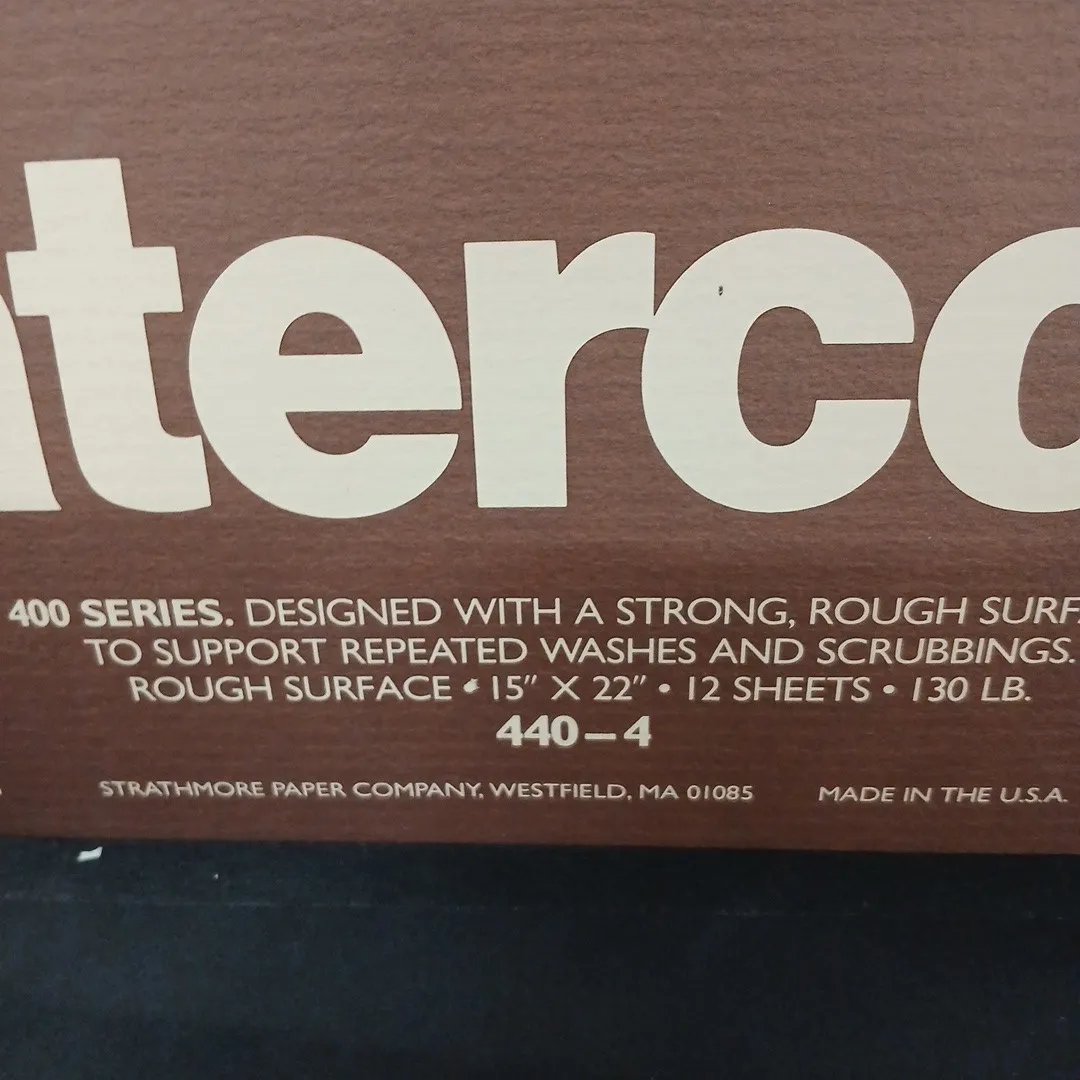 aterco
400 SERIES. DESIGNED WITH A STRONG, ROUGH SURF
TO SUPPORT REPEATED WASHES AND SCRUBBINGS.
ROUGH SURFACE • 15" X 22" • 12 SHEETS • 130 LB.
440–4
STRATHMORE PAPER COMPANY, WESTFIELD, MA 01085 MADE IN THE U.S.A.